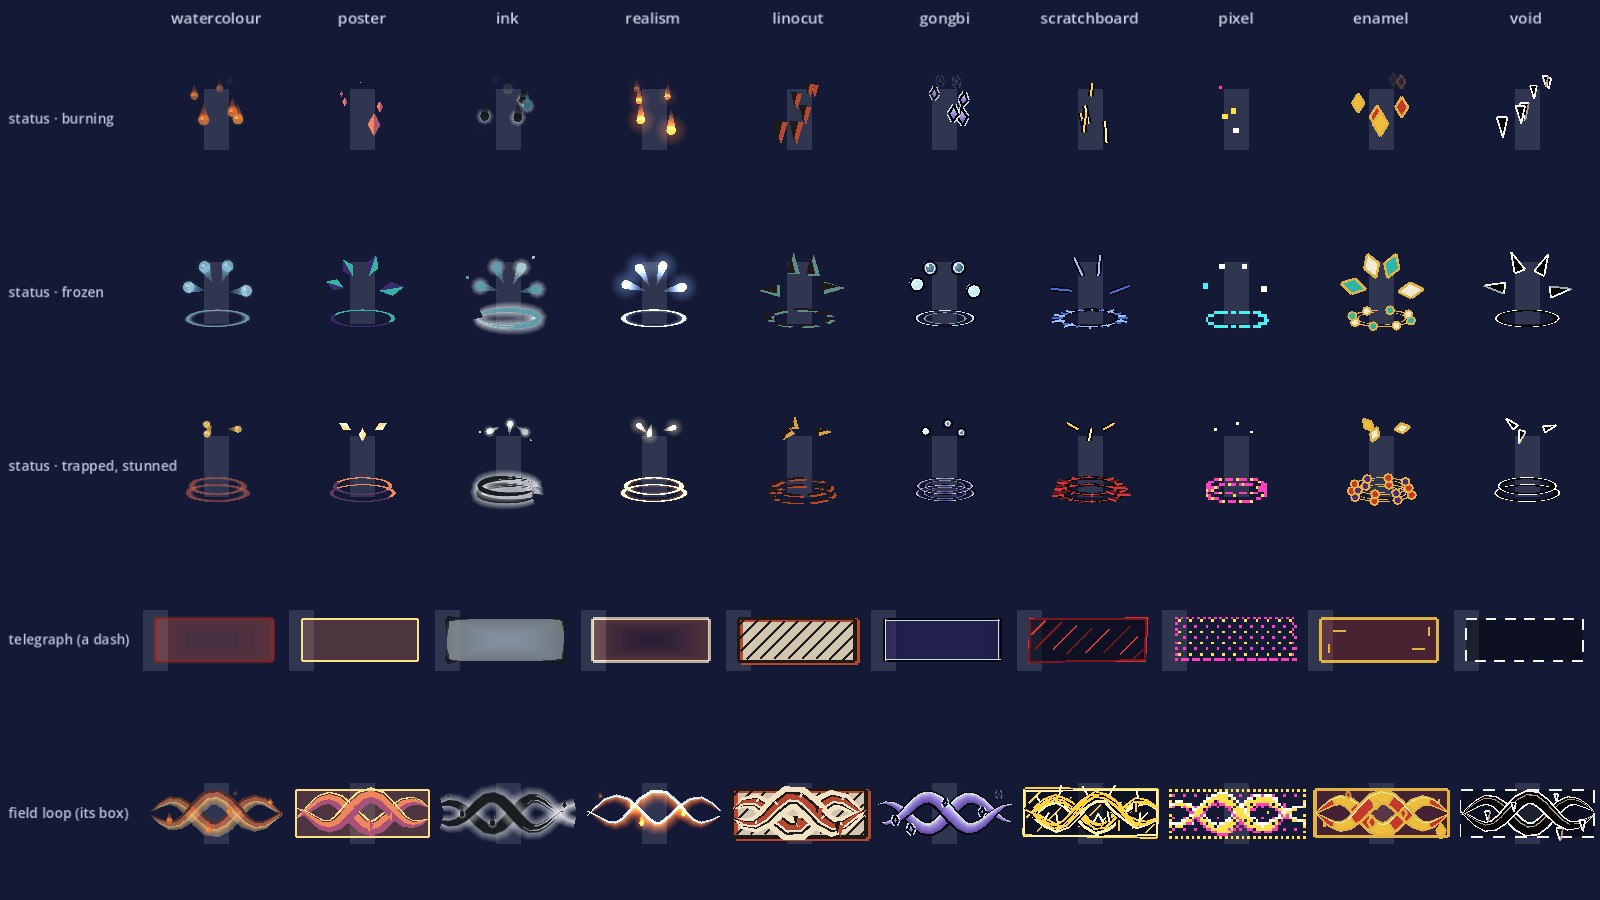 watercolour poster ink realism linocut gongbi scratchboard pixel enamel void
status · burning
status · frozen
status · trapped, stunned
telegraph (a dash)
field loop (its box)